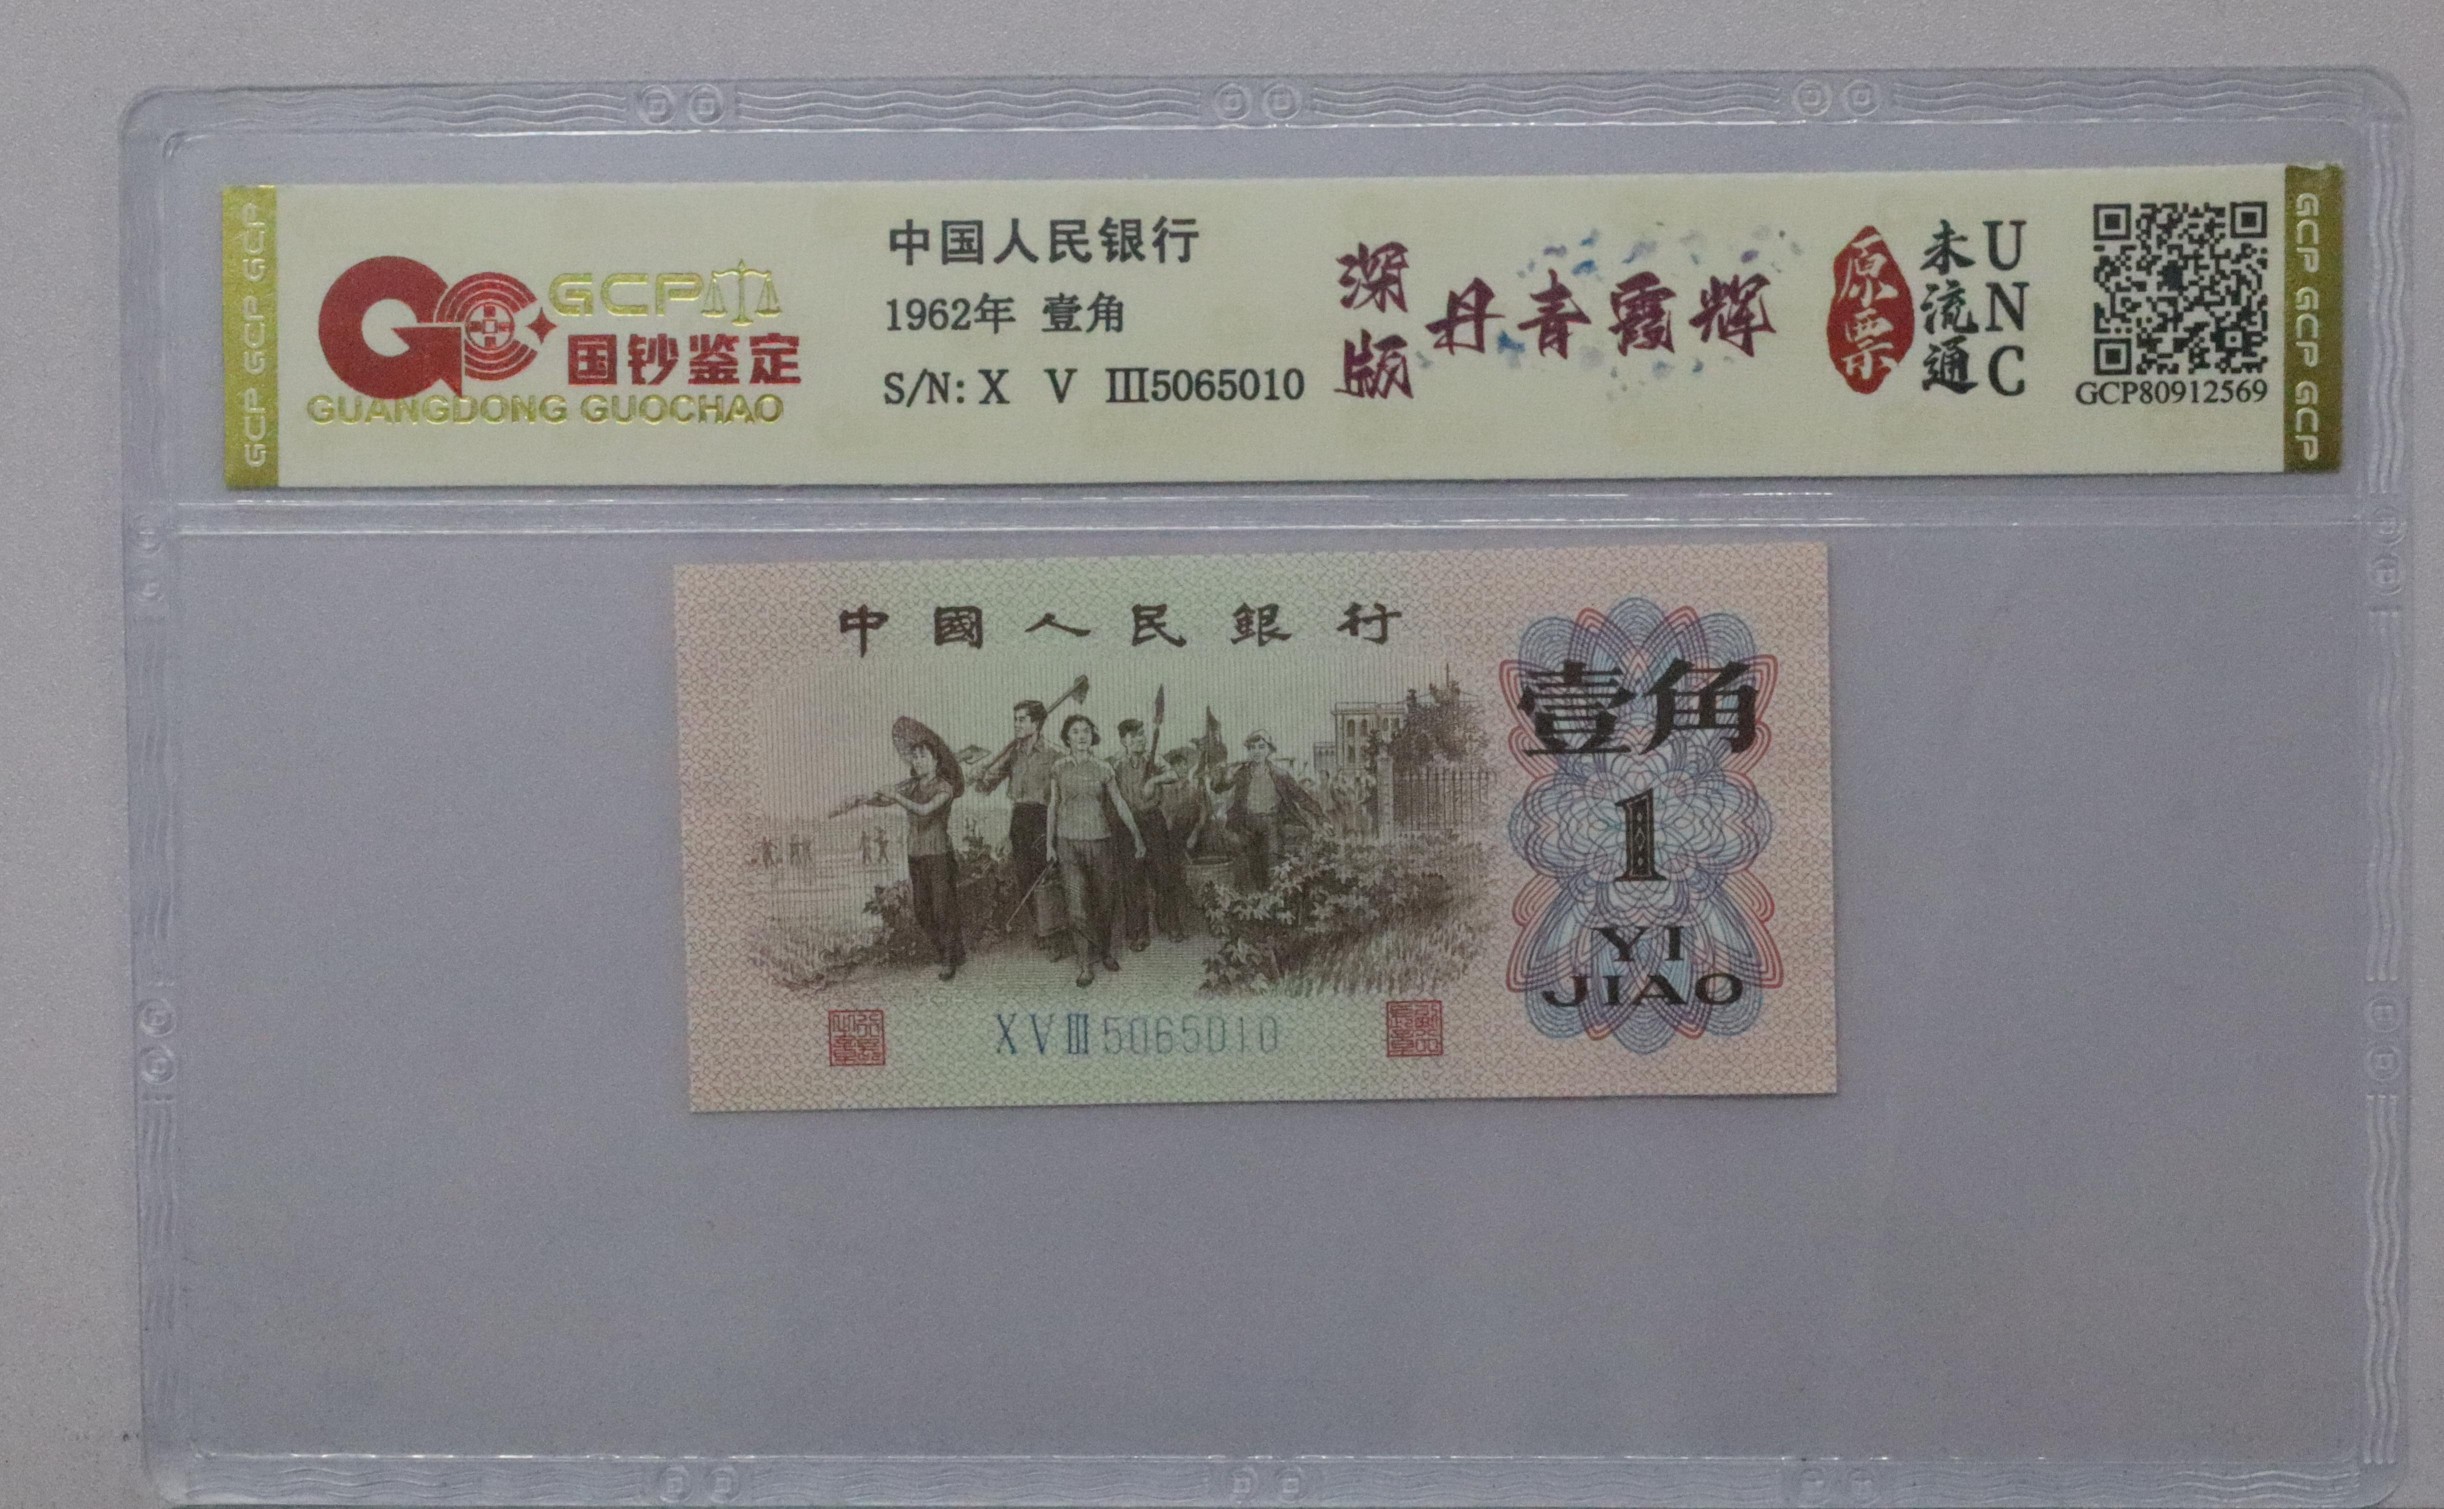 GCP GCP GCP
GCP
国钞鉴定
GUANGDONG GUOCHAO
中国人民银行
1962年 壹角
S/N: X V Ⅲ5065010
深版
丹青霞辉
原票
未流通
UNC
GCP80912569
GCP GCP GCP
中國人民銀行
壹角
1
YI
JIAO
X V Ⅲ 5065010